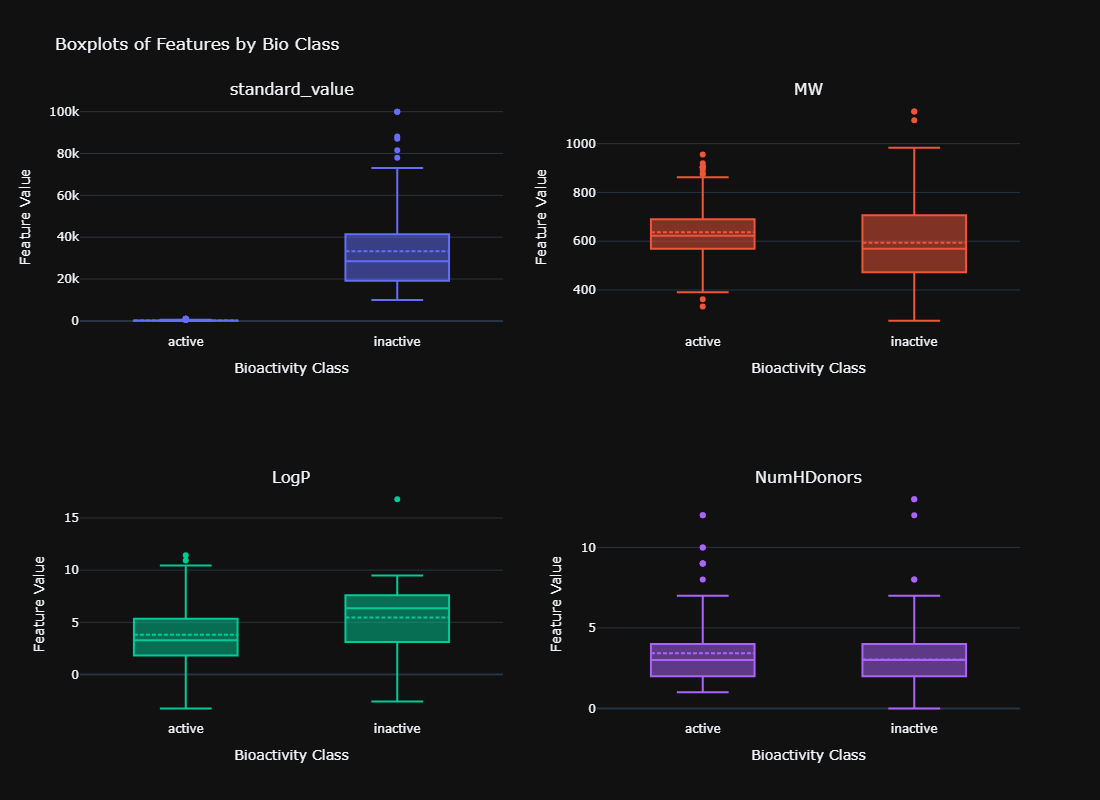 Boxplots of Features by Bio Class
standard_value
100k
80k
60k
40k
20k
0
Feature Value
active
inactive
Bioactivity Class
MW
1000
800
600
400
Feature Value
active
inactive
Bioactivity Class
LogP
15
10
5
0
Feature Value
active
inactive
Bioactivity Class
NumHDonors
10
5
0
Feature Value
active
inactive
Bioactivity Class